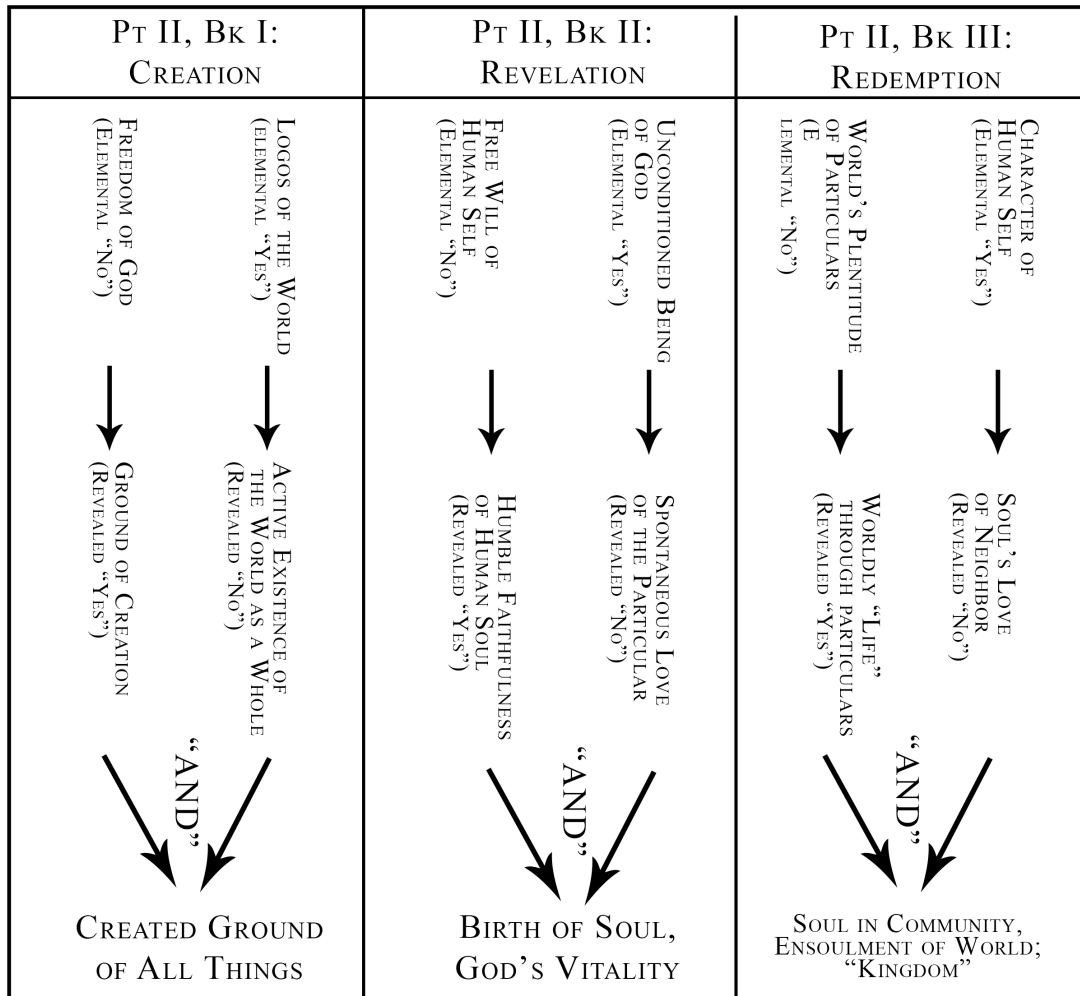 Pt II, Bk I:
Creation
Pt II, Bk II:
Revelation
Pt II, Bk III:
Redemption
Freedom of God
(Elemental “No”)
Logos of the World
(elemental “Yes”)
Free Will of
Human Self
(Elemental “No”)
Unconditioned Being
of God
(Elemental “Yes”)
World’s Plentitude
of Particulars
(E
lemental “No”)
Character of
Human Self
(Elemental “Yes”)
Ground of Creation
(Revealed “Yes”)
Active Existence of
the World as a Whole
(Revealed “No”)
Humble Faithfulness
of Human Soul
(Revealed “Yes”)
Spontaneous Love
of the Particular
(Revealed “No”)
Worldly “Life”
through particulars
(Revealed “Yes”)
Soul’s Love
of Neighbor
(Revealed “No”)
“AND”
“AND”
“AND”
Created Ground
of All Things
Birth of Soul,
God’s Vitality
Soul in Community,
Ensoulment of World;
“Kingdom”